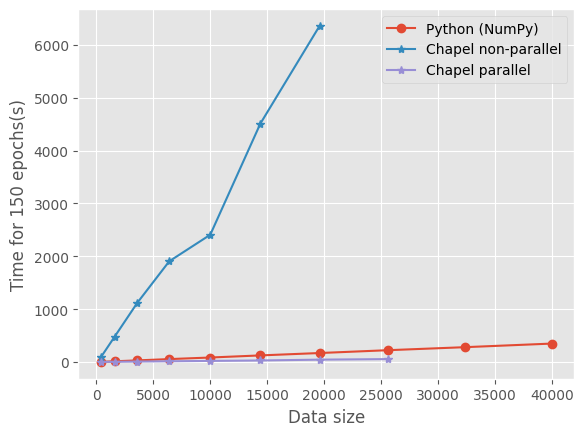 Python (NumPy)
Chapel non-parallel
Chapel parallel
Time for 150 epochs(s)
6000
5000
4000
3000
2000
1000
0
0 5000 10000 15000 20000 25000 30000 35000 40000
Data size